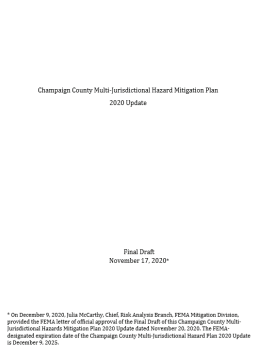 Champaign County Multi-Jurisdictional Hazard Mitigation Plan
2020 Update
Final Draft
November 17, 2020*
* On December 9, 2020, Julia McCarthy, Chief, Risk Analysis Branch, FEMA Mitigation Division,
provided the FEMA letter of official approval of the Final Draft of this Champaign County Multi-
Jurisdictional Hazards Mitigation Plan 2020 Update dated November 20, 2020. The FEMA-
designated expiration date of the Champaign County Multi-Jurisdictional Hazard Plan 2020 Update
is December 9, 2025.